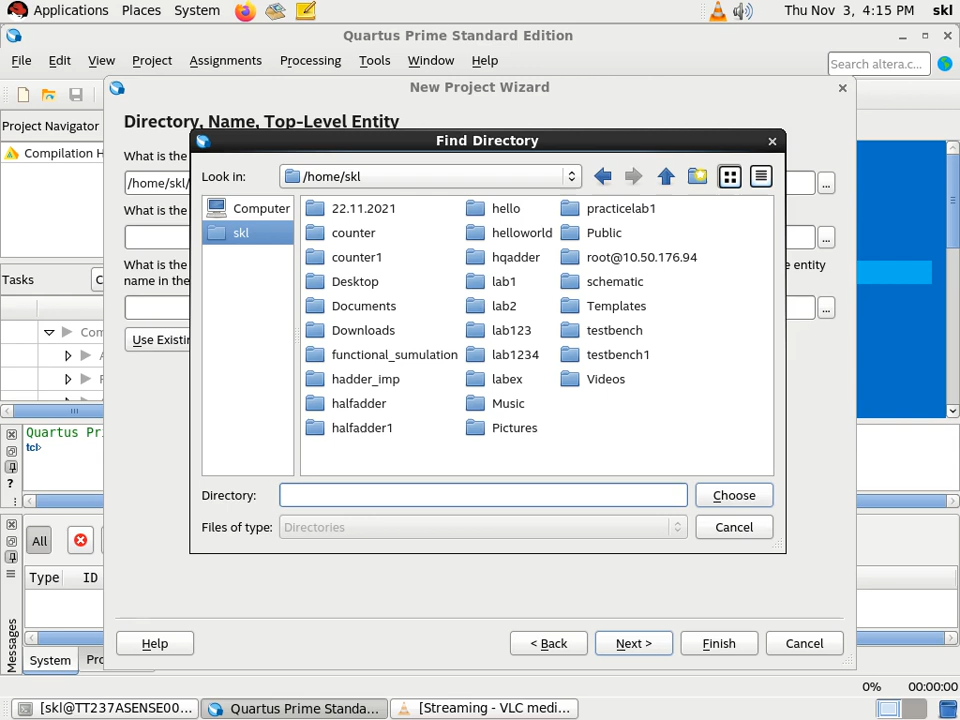 Applications Places System Thu Nov 3, 4:15 PM skl
Quartus Prime Standard Edition
File Edit View Project Assignments Processing Tools Window Help Search altera.c...
New Project Wizard
Project Navigator
Directory, Name, Top-Level Entity
Find Directory
Compilation H
What is the
/home/skl/ ...
Look in: /home/skl
Computer
skl
22.11.2021 hello practicelab1
counter helloworld Public
counter1 hqadder root@10.50.176.94
Desktop lab1 schematic
Documents lab2 Templates
Downloads lab123 testbench
functional_sumulation lab1234 testbench1
hadder_imp labex Videos
halfadder Music
halfadder1 Pictures
What is the
...
What is the entity
name in the
...
Use Existin
Tasks C
Com
A
F
Directory: Choose
Files of type: Directories Cancel
Quartus Pri
tcl>
?
All
Type ID
Messages
System Pro
Help < Back Next > Finish Cancel
0% 00:00:00
[skl@TT237ASENSE00... Quartus Prime Standa... [Streaming - VLC medi...